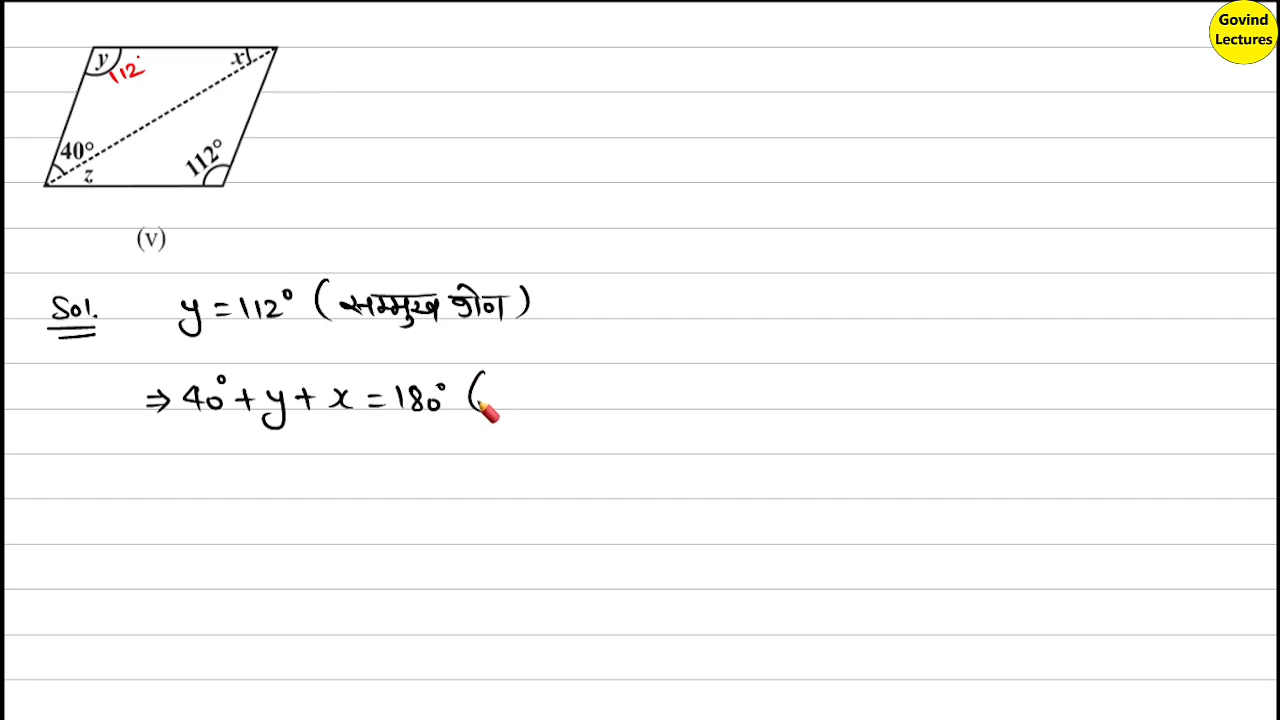 Govind
Lectures
y
112°
x
40°
z
112°
(v)
Sol. y = 112° (सम्मुख कोण)
⇒ 40° + y + x = 180° (